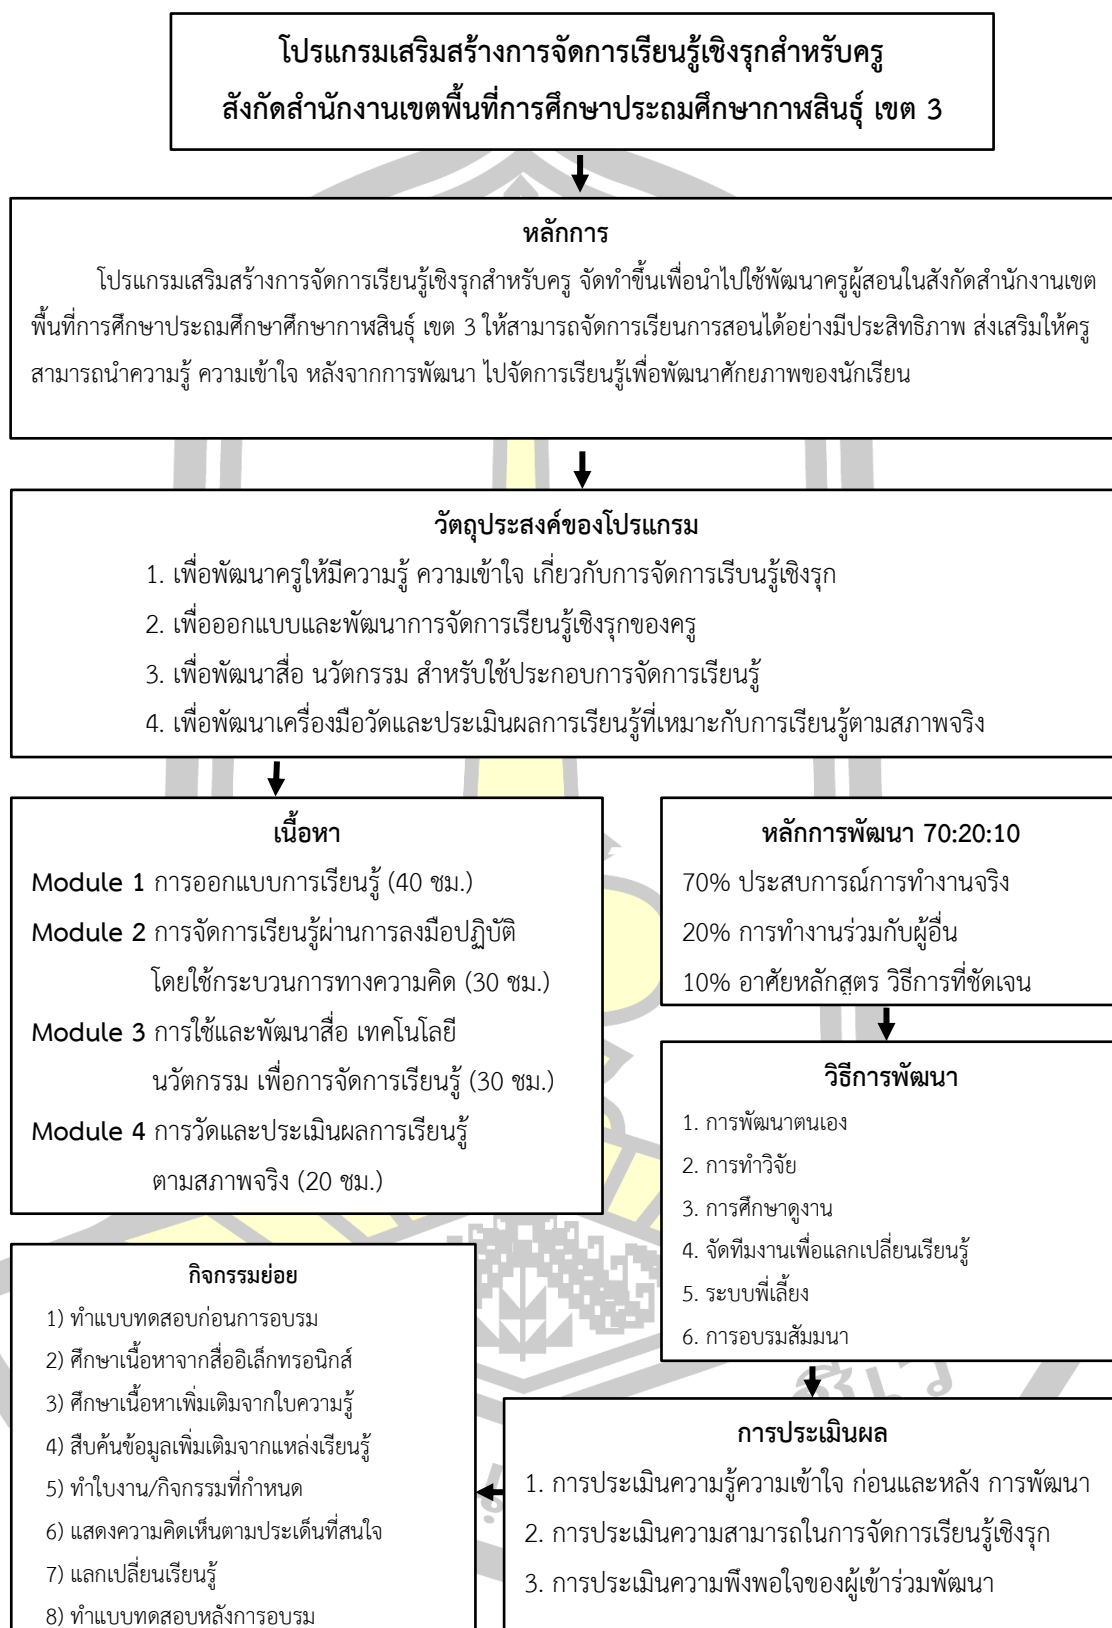 โปรแกรมเสริมสร้างการจัดการเรียนรู้เชิงรุกสำหรับครู
สังกัดสำนักงานเขตพื้นที่การศึกษาประถมศึกษากาฬสินธุ์ เขต 3
หลักการ
โปรแกรมเสริมสร้างการจัดการเรียนรู้เชิงรุกสำหรับครู จัดทำขึ้นเพื่อนำไปใช้พัฒนาครูผู้สอนในสังกัดสำนักงานเขต
พื้นที่การศึกษาประถมศึกษาศึกษากาฬสินธุ์ เขต 3 ให้สามารถจัดการเรียนการสอนได้อย่างมีประสิทธิภาพ ส่งเสริมให้ครู
สามารถนำความรู้ ความเข้าใจ หลังจากการพัฒนา ไปจัดการเรียนรู้เพื่อพัฒนาศักยภาพของนักเรียน
วัตถุประสงค์ของโปรแกรม
1. เพื่อพัฒนาครูให้มีความรู้ ความเข้าใจ เกี่ยวกับการจัดการเรีบนรู้เชิงรุก
2. เพื่อออกแบบและพัฒนาการจัดการเรียนรู้เชิงรุกของครู
3. เพื่อพัฒนาสื่อ นวัตกรรม สำหรับใช้ประกอบการจัดการเรียนรู้
4. เพื่อพัฒนาเครื่องมือวัดและประเมินผลการเรียนรู้ที่เหมาะกับการเรียนรู้ตามสภาพจริง
เนื้อหา
Module 1 การออกแบบการเรียนรู้ (40 ชม.)
Module 2 การจัดการเรียนรู้ผ่านการลงมือปฏิบัติ
โดยใช้กระบวนการทางความคิด (30 ชม.)
Module 3 การใช้และพัฒนาสื่อ เทคโนโลยี
นวัตกรรม เพื่อการจัดการเรียนรู้ (30 ชม.)
Module 4 การวัดและประเมินผลการเรียนรู้
ตามสภาพจริง (20 ชม.)
หลักการพัฒนา 70:20:10
70% ประสบการณ์การทำงานจริง
20% การทำงานร่วมกับผู้อื่น
10% อาศัยหลักสูตร วิธีการที่ชัดเจน
วิธีการพัฒนา
1. การพัฒนาตนเอง
2. การทำวิจัย
3. การศึกษาดูงาน
4. จัดทีมงานเพื่อแลกเปลี่ยนเรียนรู้
5. ระบบพี่เลี้ยง
6. การอบรมสัมมนา
กิจกรรมย่อย
1) ทำแบบทดสอบก่อนการอบรม
2) ศึกษาเนื้อหาจากสื่ออิเล็กทรอนิกส์
3) ศึกษาเนื้อหาเพิ่มเติมจากใบความรู้
4) สืบค้นข้อมูลเพิ่มเติมจากแหล่งเรียนรู้
5) ทำใบงาน/กิจกรรมที่กำหนด
6) แสดงความคิดเห็นตามประเด็นที่สนใจ
7) แลกเปลี่ยนเรียนรู้
8) ทำแบบทดสอบหลังการอบรม
การประเมินผล
1. การประเมินความรู้ความเข้าใจ ก่อนและหลัง การพัฒนา
2. การประเมินความสามารถในการจัดการเรียนรู้เชิงรุก
3. การประเมินความพึงพอใจของผู้เข้าร่วมพัฒนา